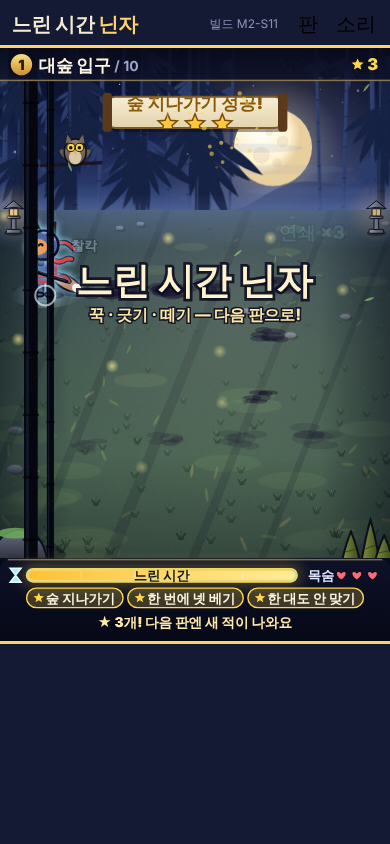 느린 시간 닌자
빌드 M2-S11 판 소리
1 대숲 입구 / 10 ★ 3
숲 지나가기 성공!
연쇄 ×3
찰칵
느린 시간 닌자
꾹 · 긋기 · 떼기 — 다음 판으로!
느린 시간 목숨
숲 지나가기 한 번에 넷 베기 한 대도 안 맞기
★ 3개! 다음 판엔 새 적이 나와요